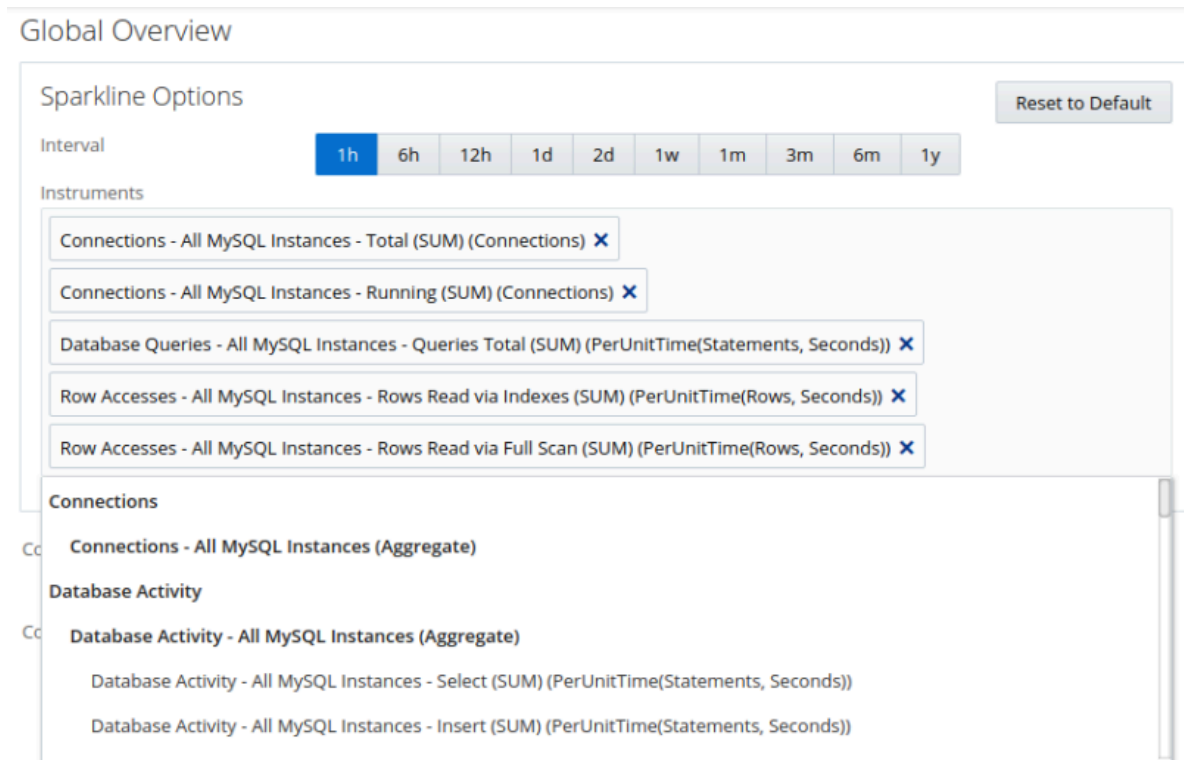 Global Overview
Sparkline Options
Reset to Default
Interval
1h 6h 12h 1d 2d 1w 1m 3m 6m 1y
Instruments
Connections - All MySQL Instances - Total (SUM) (Connections) ×
Connections - All MySQL Instances - Running (SUM) (Connections) ×
Database Queries - All MySQL Instances - Queries Total (SUM) (PerUnitTime(Statements, Seconds)) ×
Row Accesses - All MySQL Instances - Rows Read via Indexes (SUM) (PerUnitTime(Rows, Seconds)) ×
Row Accesses - All MySQL Instances - Rows Read via Full Scan (SUM) (PerUnitTime(Rows, Seconds)) ×
Connections
Connections - All MySQL Instances (Aggregate)
Database Activity
Database Activity - All MySQL Instances (Aggregate)
Database Activity - All MySQL Instances - Select (SUM) (PerUnitTime(Statements, Seconds))
Database Activity - All MySQL Instances - Insert (SUM) (PerUnitTime(Statements, Seconds))